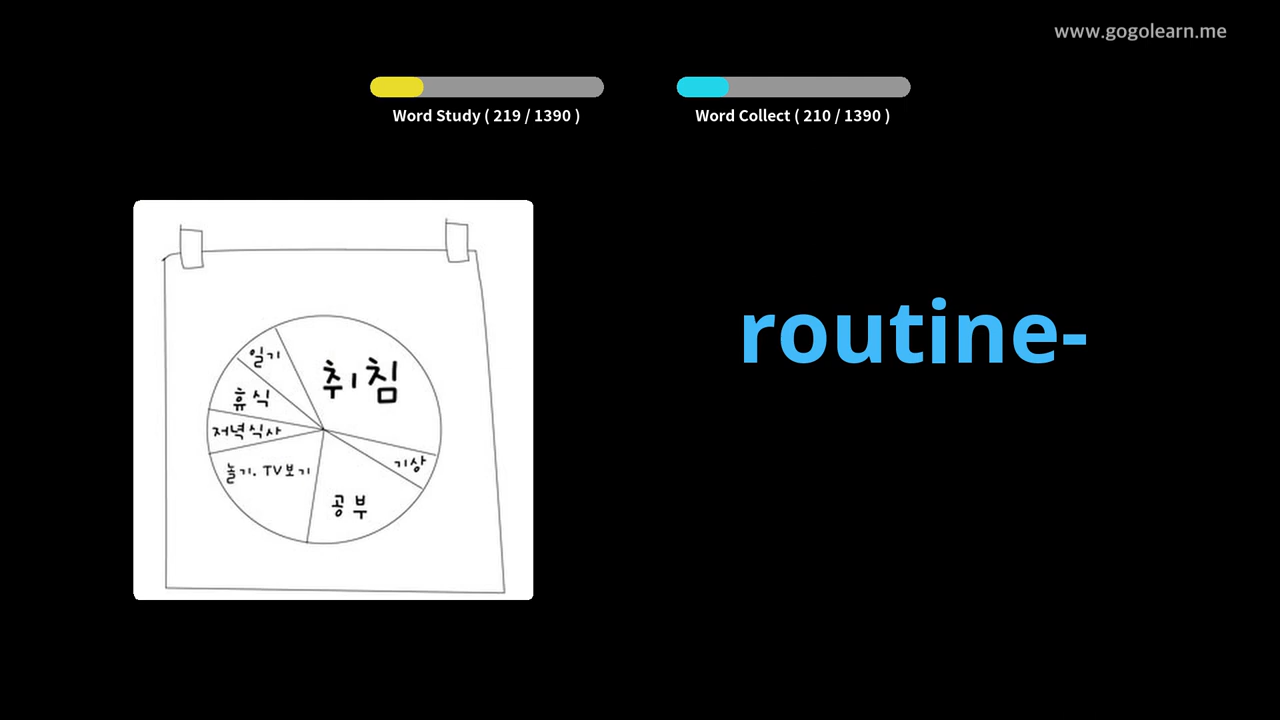 www.gogolearn.me
Word Study ( 219 / 1390 )
Word Collect ( 210 / 1390 )
일기
취침
휴식
저녁식사
놀기. TV보기
기상
공부
routine-